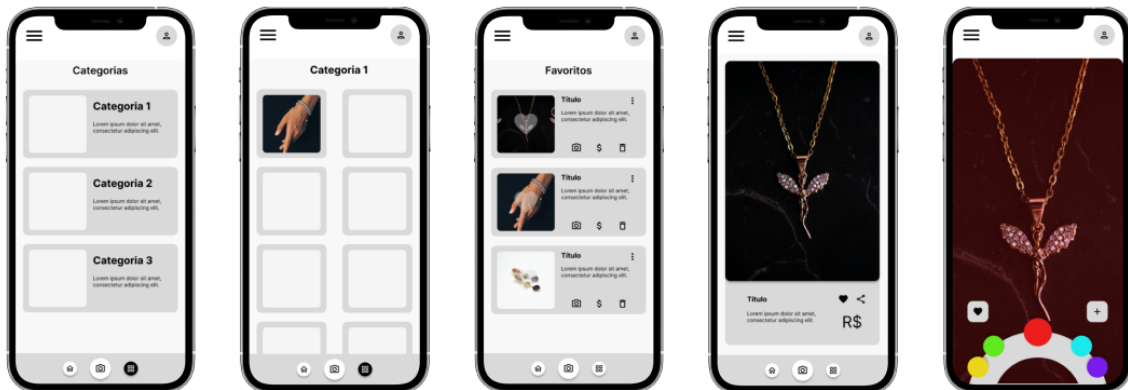 Categorias
Categoria 1
Lorem ipsum dolor sit amet,
consectetur adipiscing elit.
Categoria 2
Lorem ipsum dolor sit amet,
consectetur adipiscing elit.
Categoria 3
Lorem ipsum dolor sit amet,
consectetur adipiscing elit.
Categoria 1
Favoritos
Título
Lorem ipsum dolor sit amet,
consectetur adipiscing elit.
$
Título
Lorem ipsum dolor sit amet,
consectetur adipiscing elit.
$
Título
Lorem ipsum dolor sit amet,
consectetur adipiscing elit.
$
Título
Lorem ipsum dolor sit amet,
consectetur adipiscing elit.
R$